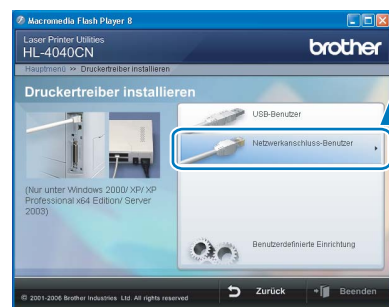 Macromedia Flash Player 8
Laser Printer Utilities
HL-4040CN
brother
Hauptmenü >> Druckertreiber installieren
Druckertreiber installieren
USB-Benutzer
Netzwerkanschluss-Benutzer
(Nur unter Windows 2000/ XP/ XP
Professional x64 Edition/ Server
2003)
Benutzerdefinierte Einrichtung
© 2001-2006 Brother Industries Ltd. All rights reserved
Zurück
Beenden